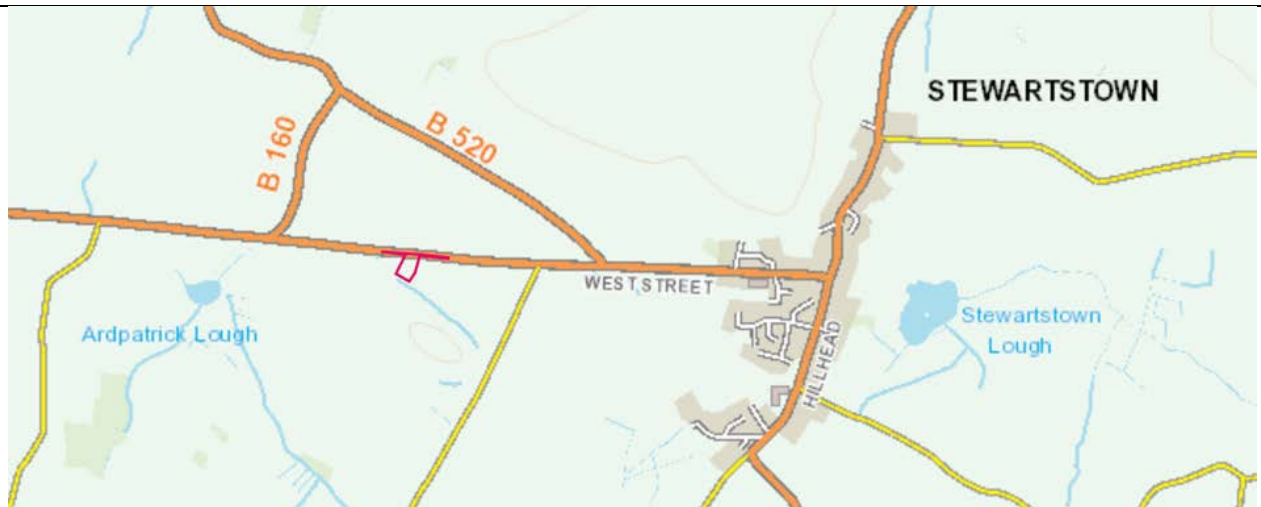 STEWARTSTOWN
B 160
B 520
WEST STREET
Ardpatrick Lough
Stewartstown
Lough
HILLHEAD